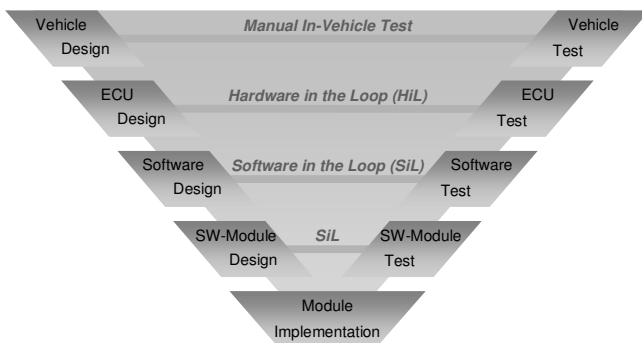 Vehicle
Design
Manual In-Vehicle Test
Vehicle
Test
ECU
Design
Hardware in the Loop (HiL)
ECU
Test
Software
Design
Software in the Loop (SiL)
Software
Test
SW-Module
Design
SiL
SW-Module
Test
Module
Implementation